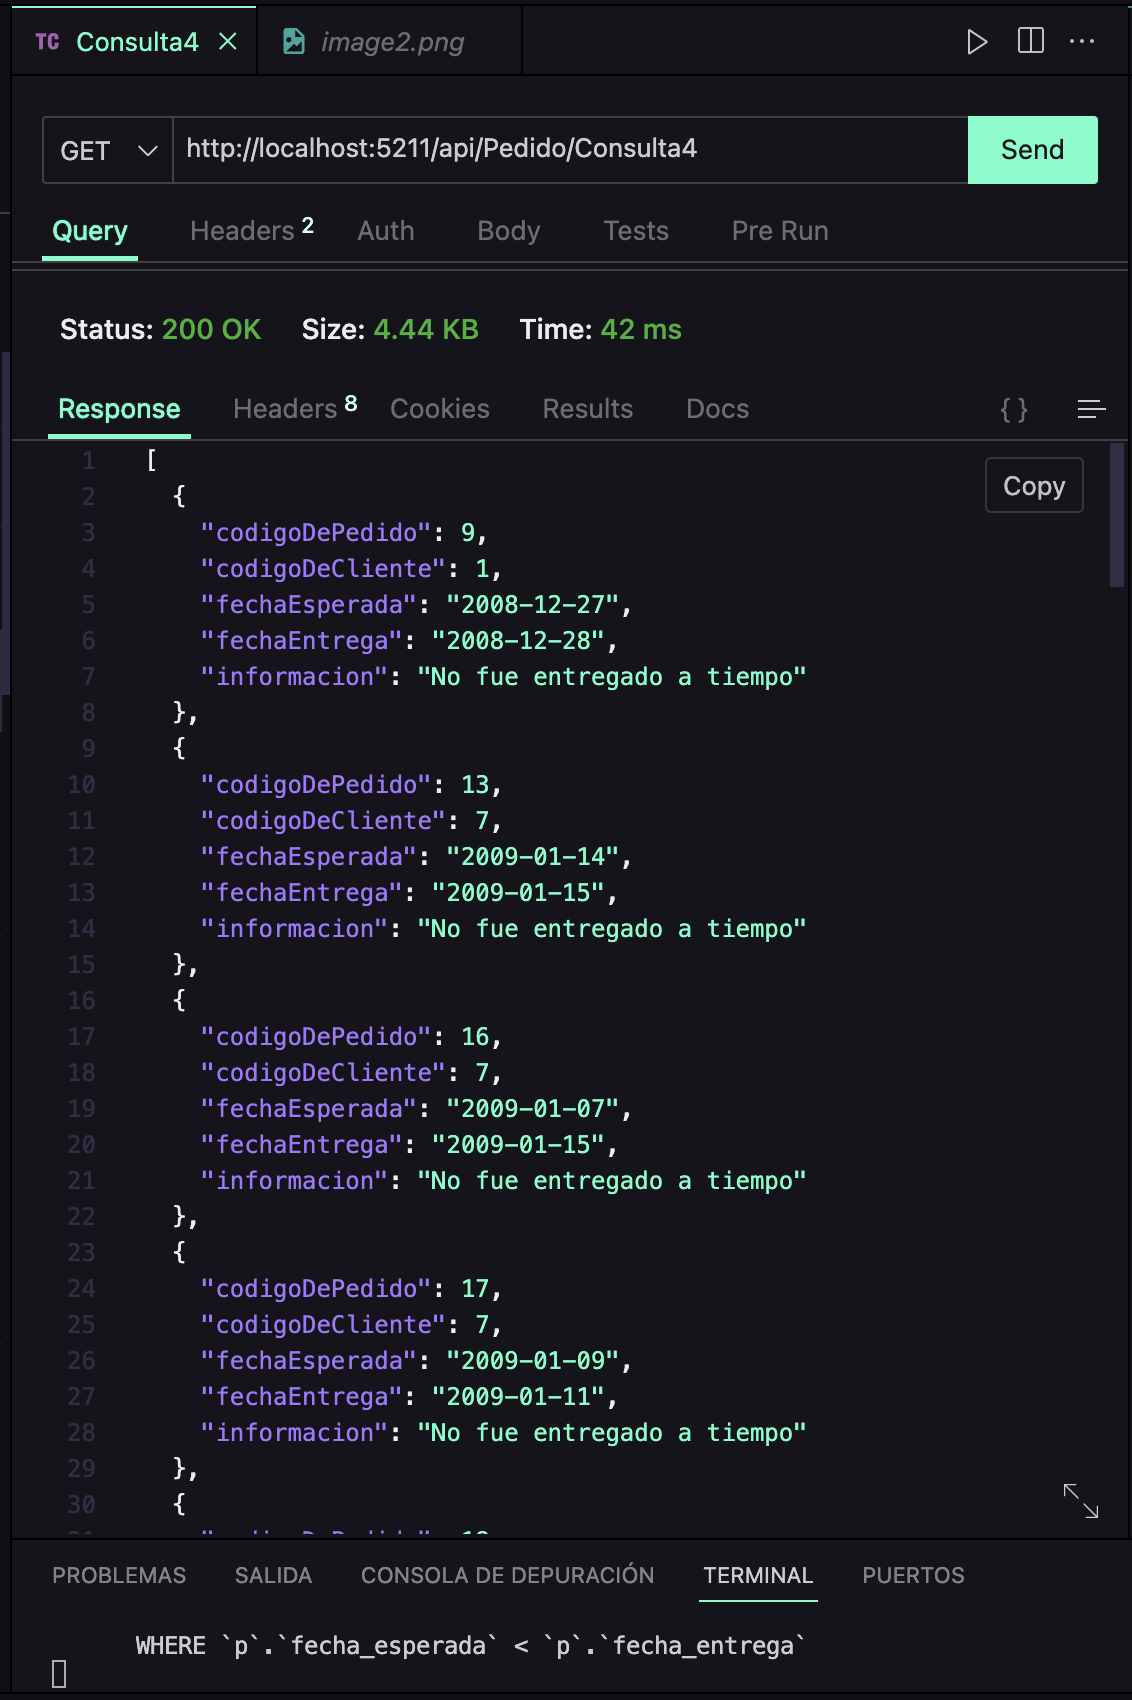 TC Consulta4 image2.png
GET http://localhost:5211/api/Pedido/Consulta4 Send
Query Headers 2 Auth Body Tests Pre Run
Status: 200 OK Size: 4.44 KB Time: 42 ms
Response Headers 8 Cookies Results Docs { }
Copy
1 [
2 {
3 "codigoDePedido": 9,
4 "codigoDeCliente": 1,
5 "fechaEsperada": "2008-12-27",
6 "fechaEntrega": "2008-12-28",
7 "informacion": "No fue entregado a tiempo"
8 },
9 {
10 "codigoDePedido": 13,
11 "codigoDeCliente": 7,
12 "fechaEsperada": "2009-01-14",
13 "fechaEntrega": "2009-01-15",
14 "informacion": "No fue entregado a tiempo"
15 },
16 {
17 "codigoDePedido": 16,
18 "codigoDeCliente": 7,
19 "fechaEsperada": "2009-01-07",
20 "fechaEntrega": "2009-01-15",
21 "informacion": "No fue entregado a tiempo"
22 },
23 {
24 "codigoDePedido": 17,
25 "codigoDeCliente": 7,
26 "fechaEsperada": "2009-01-09",
27 "fechaEntrega": "2009-01-11",
28 "informacion": "No fue entregado a tiempo"
29 },
30 {
PROBLEMAS SALIDA CONSOLA DE DEPURACIÓN TERMINAL PUERTOS
WHERE `p`.`fecha_esperada` < `p`.`fecha_entrega`